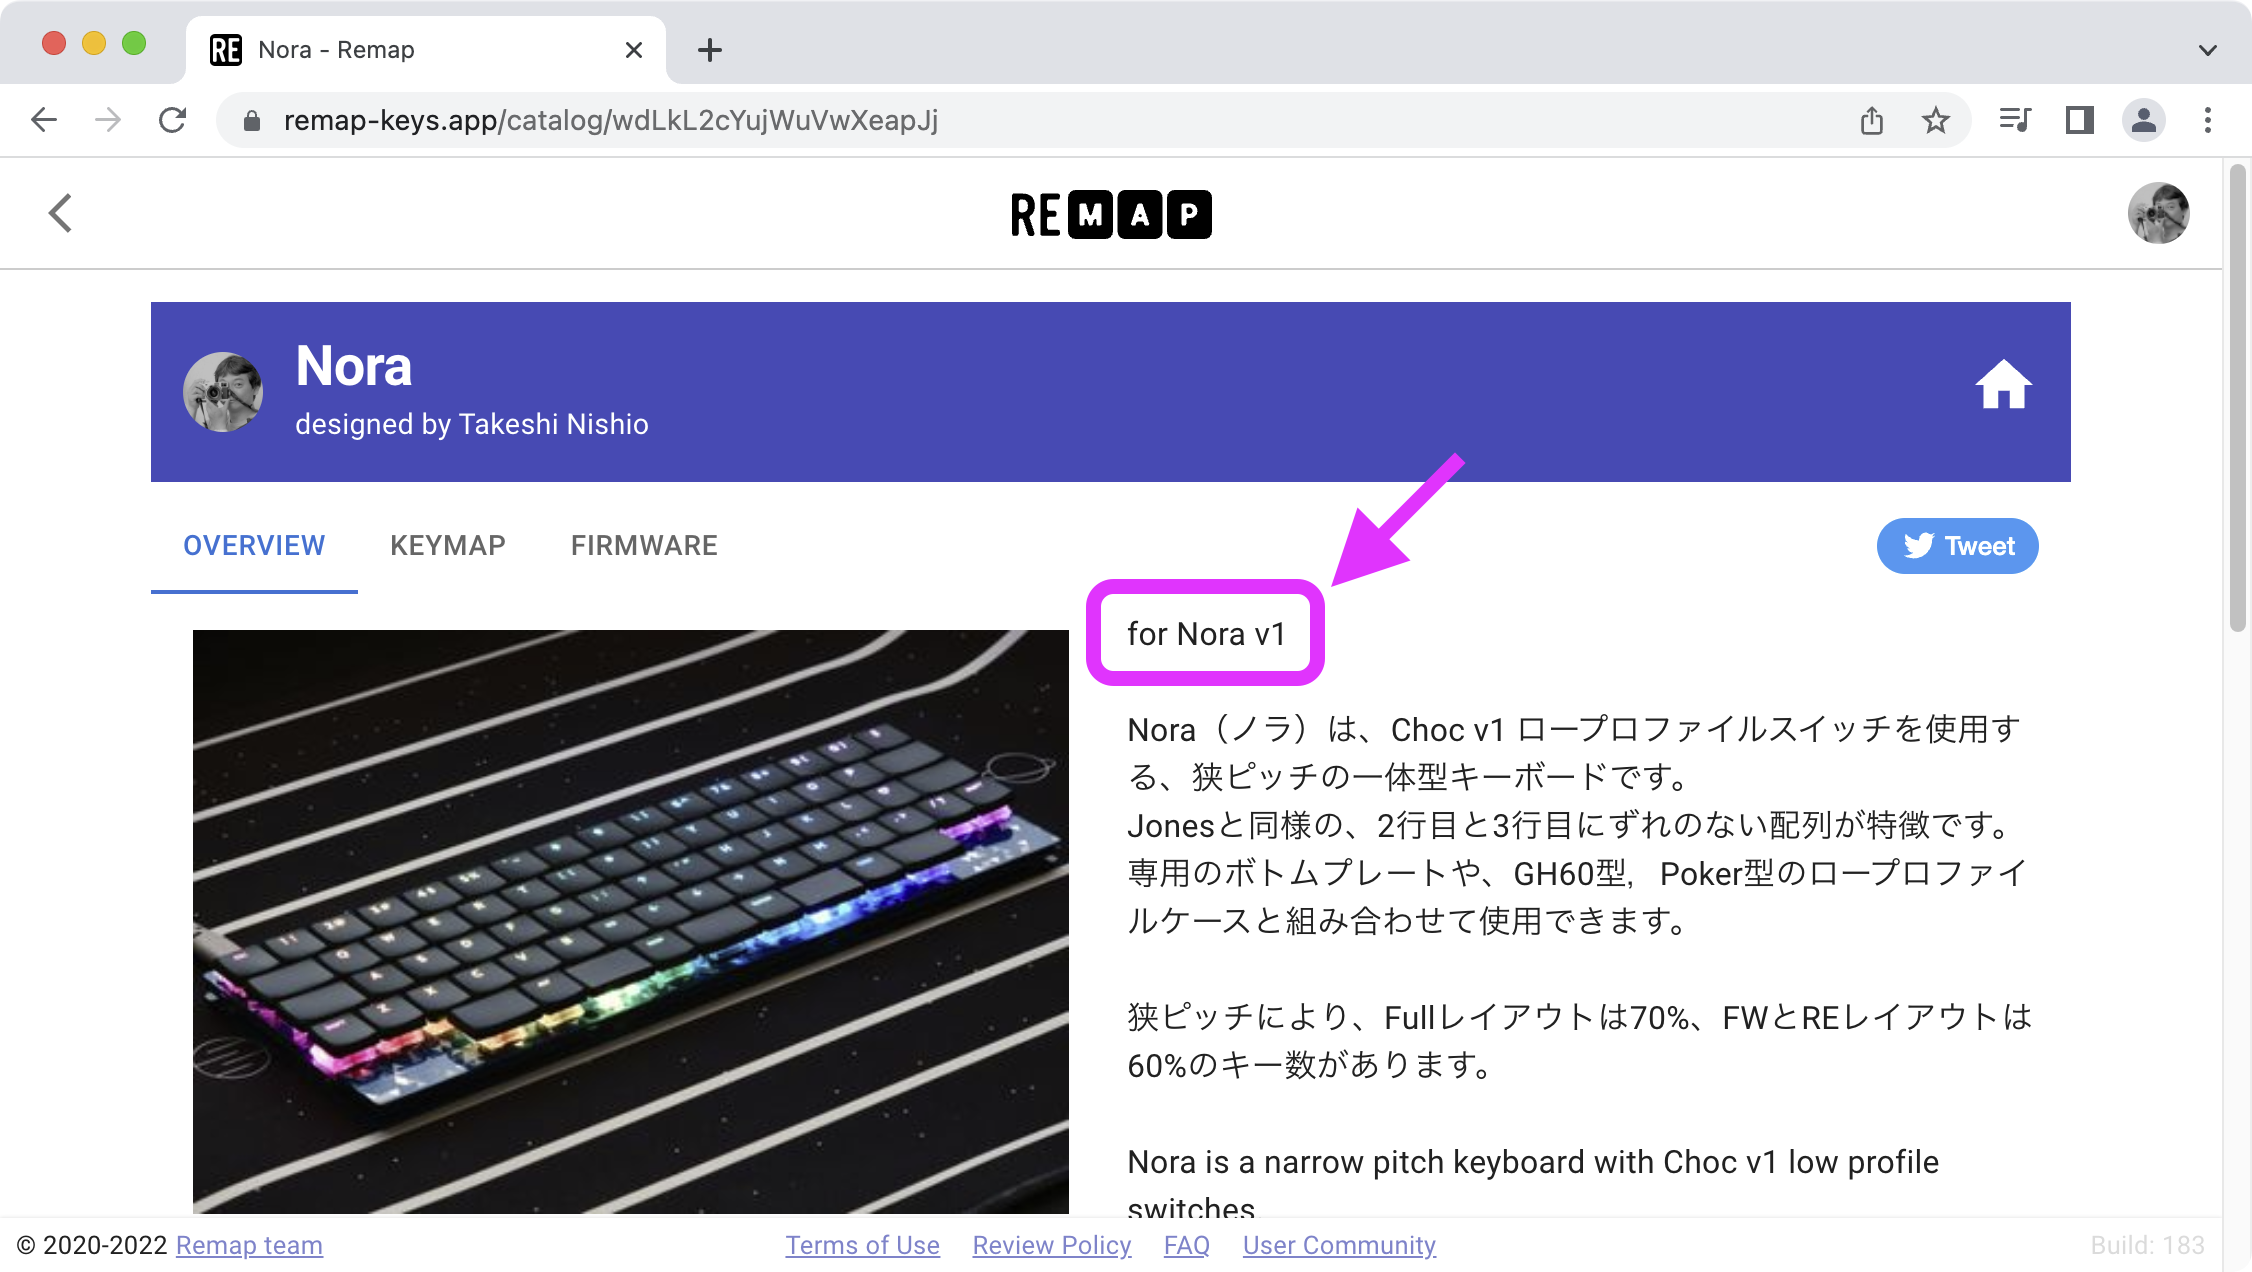 RE Nora - Remap
remap-keys.app/catalog/wdLkL2cYujWuVwXeapJj
REMAP
Nora
designed by Takeshi Nishio
OVERVIEW KEYMAP FIRMWARE Tweet
for Nora v1
Nora（ノラ）は、Choc v1 ロープロファイルスイッチを使用す
る、狭ピッチの一体型キーボードです。
Jonesと同様の、2行目と3行目にずれのない配列が特徴です。
専用のボトムプレートや、GH60型，Poker型のロープロファイ
ルケースと組み合わせて使用できます。
狭ピッチにより、Fullレイアウトは70%、FWとREレイアウトは
60%のキー数があります。
Nora is a narrow pitch keyboard with Choc v1 low profile
switches
© 2020-2022 Remap team Terms of Use Review Policy FAQ User Community Build: 183